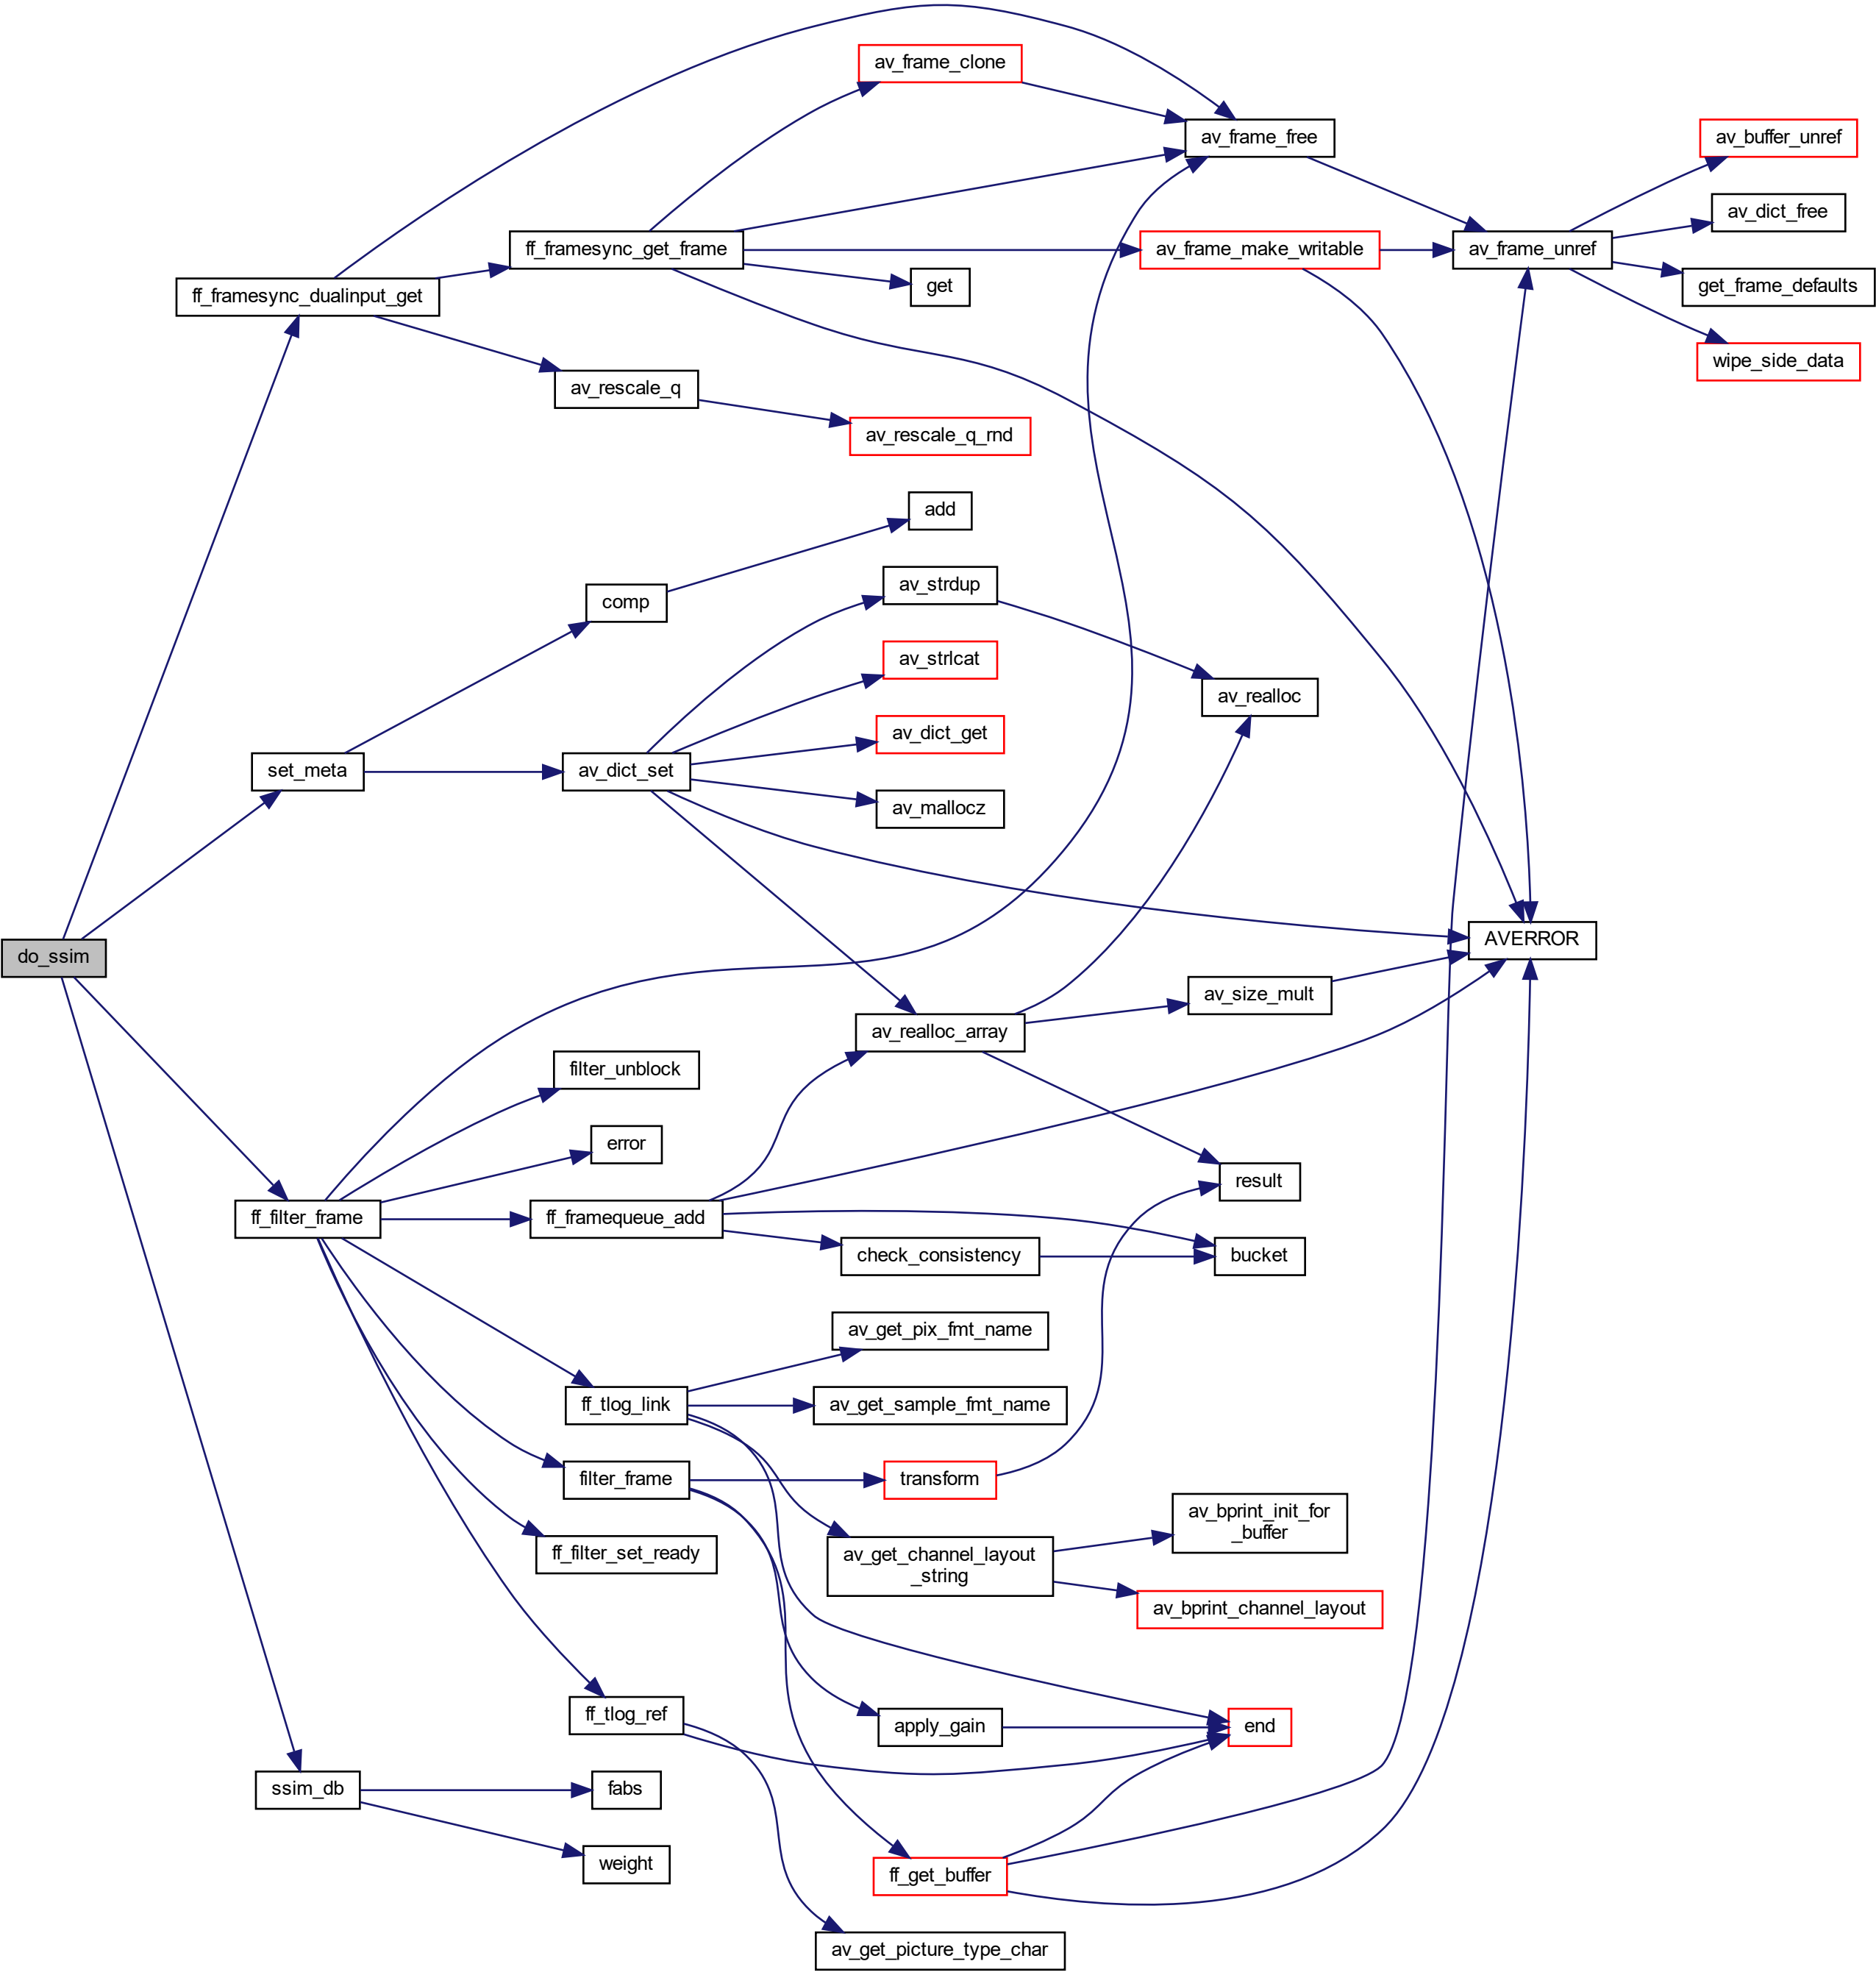 av_frame_clone
av_frame_free
av_buffer_unref
av_dict_free
ff_framesync_get_frame
av_frame_make_writable
av_frame_unref
get
get_frame_defaults
ff_framesync_dualinput_get
wipe_side_data
av_rescale_q
av_rescale_q_rnd
add
comp
av_strdup
av_strlcat
av_realloc
av_dict_get
set_meta
av_dict_set
av_mallocz
do_ssim
AVERROR
av_size_mult
av_realloc_array
filter_unblock
error
result
ff_filter_frame
ff_framequeue_add
check_consistency
bucket
av_get_pix_fmt_name
ff_tlog_link
av_get_sample_fmt_name
filter_frame
transform
av_bprint_init_for
_buffer
ff_filter_set_ready
av_get_channel_layout
_string
av_bprint_channel_layout
ff_tlog_ref
apply_gain
end
ssim_db
fabs
weight
ff_get_buffer
av_get_picture_type_char